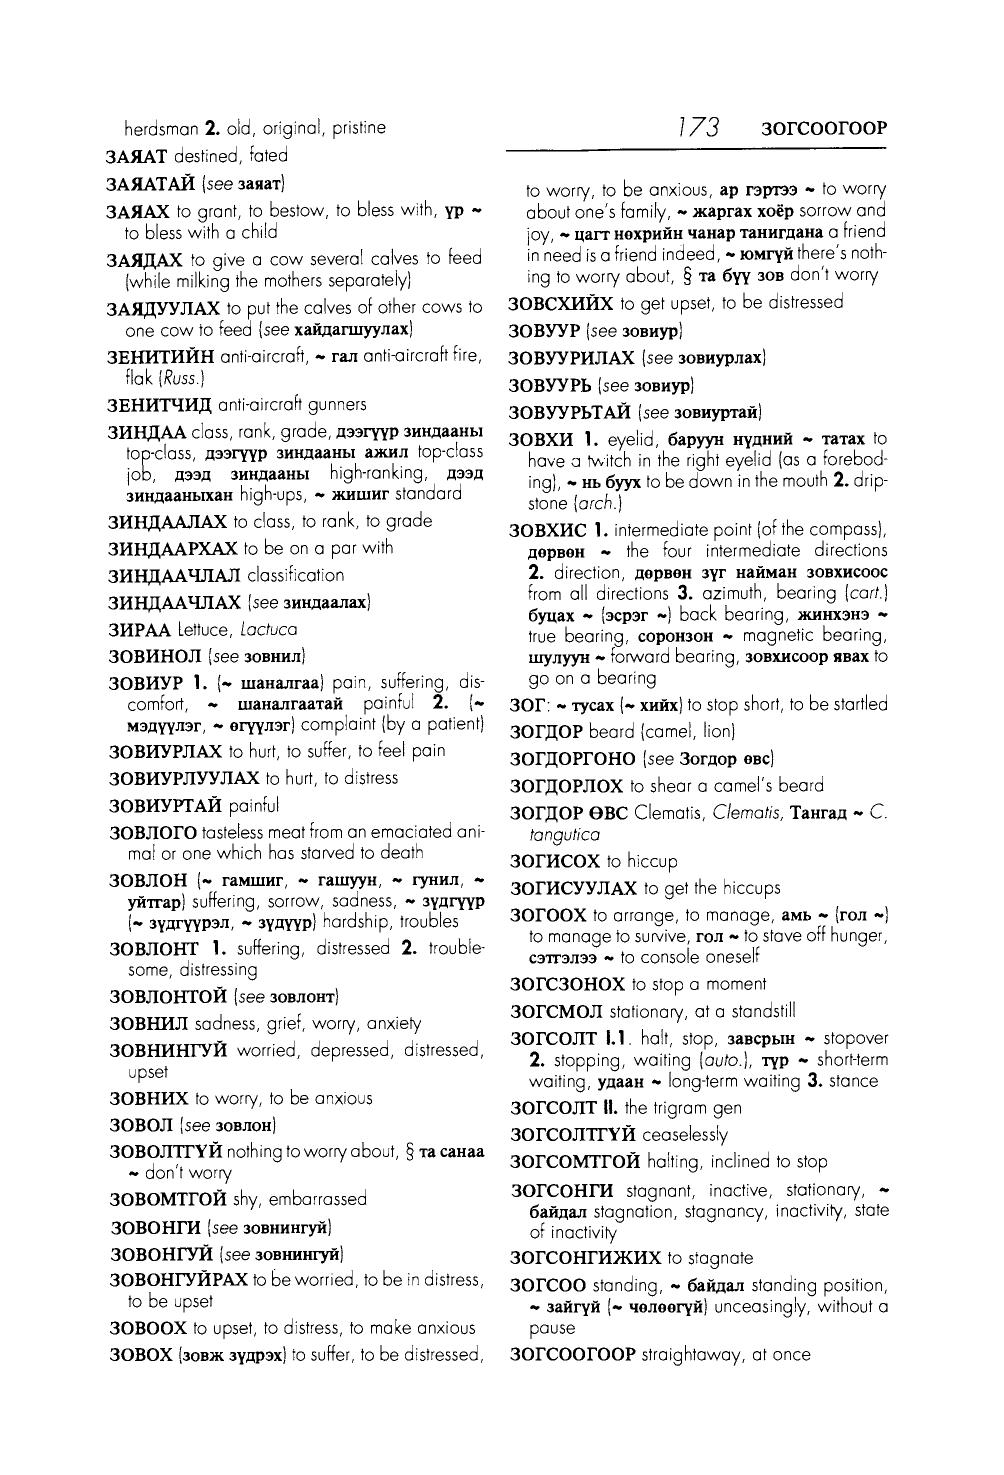 herdsman 2. old, original, pristine
ЗАЯАТ destined, fated
ЗАЯАТАЙ (see заяат)
ЗАЯАХ to grant, to bestow, to bless with, үр ~
to bless with a child
ЗАЯДАХ to give a cow several calves to feed
(while milking the mothers separately)
ЗАЯДУУЛАХ to put the calves of other cows to
one cow to feed (see хайдагшуулах)
ЗЕНИТИЙН anti-aircraft, ~ гал anti-aircraft fire,
flak (Russ.)
ЗЕНИТЧИД anti-aircraft gunners
ЗИНДАА class, rank, grade, дээгүүр зиндааны
top-class, дээгүүр зиндааны ажил top-class
job, дээд зиндааны high-ranking, дээд
зиндааныхан high-ups, ~ жишиг standard
ЗИНДААЛАХ to class, to rank, to grade
ЗИНДААРХАХ to be on a par with
ЗИНДААЧЛАЛ classification
ЗИНДААЧЛАХ (see зиндаалах)
ЗИРАА Lettuce, Lactuca
ЗОВИНОЛ (see зовнил)
ЗОВИУР 1. (~ шаналгаа) pain, suffering, dis-
comfort, ~ шаналгаатай painful 2. (~
мэдүүлэг, ~ өгүүлэг) complaint (by a patient)
ЗОВИУРЛАХ to hurt, to suffer, to feel pain
ЗОВИУРЛУУЛАХ to hurt, to distress
ЗОВИУРТАЙ painful
ЗОВЛОГО tasteless meat from an emaciated ani-
mal or one which has starved to death
ЗОВЛОН (~ гамшиг, ~ гашуун, ~ гунил, ~
уйтгар) suffering, sorrow, sadness, ~ зүдгүүр
(~ зүдгүүрэл, ~ зүдүүр) hardship, troubles
ЗОВЛОНТ 1. suffering, distressed 2. trouble-
some, distressing
ЗОВЛОНТОЙ (see зовлонт)
ЗОВНИЛ sadness, grief, worry, anxiety
ЗОВНИНГУЙ worried, depressed, distressed,
upset
ЗОВНИХ to worry, to be anxious
ЗОВОЛ (see зовлон)
ЗОВОЛТГҮЙ nothing to worry about, § та санаа
~ don't worry
ЗОВОМТГОЙ shy, embarrassed
ЗОВОНГИ (see зовнингуй)
ЗОВОНГУЙ (see зовнингуй)
ЗОВОНГУЙРАХ to be worried, to be in distress,
to be upset
ЗОВООХ to upset, to distress, to make anxious
ЗОВОХ (зовж зүдрэх) to suffer, to be distressed,
173 ЗОГСООГООР
to worry, to be anxious, ар гэртээ ~ to worry
about one's family, ~ жаргах хоёр sorrow and
joy, ~ цагт нөхрийн чанар танигдана a friend
in need is a friend indeed, ~ юмгүй there's noth-
ing to worry about, § та бүү зов don't worry
ЗОВСХИЙХ to get upset, to be distressed
ЗОВУУР (see зовиур)
ЗОВУУРИЛАХ (see зовиурлах)
ЗОВУУРЬ (see зовиур)
ЗОВУУРЬТАЙ (see зовиуртай)
ЗОВХИ 1. eyelid, баруун нүдний ~ татах to
have a twitch in the right eyelid (as a forebod-
ing), ~ нь буух to be down in the mouth 2. drip-
stone (arch.)
ЗОВХИС 1. intermediate point (of the compass),
дөрвөн ~ the four intermediate directions
2. direction, дөрвөн зүг найман зовхисоос
from all directions 3. azimuth, bearing (cart.)
буцах ~ (эсрэг ~) back bearing, жинхэнэ ~
true bearing, соронзон ~ magnetic bearing,
шулуун ~ forward bearing, зовхисоор явах to
go on a bearing
ЗОГ: ~ тусах (~ хийх) to stop short, to be startled
ЗОГДОР beard (camel, lion)
ЗОГДОРГОНО (see Зогдор өвс)
ЗОГДОРЛОХ to shear a camel's beard
ЗОГДОР ӨВС Clematis, Clematis, Тангад ~ C.
tangutica
ЗОГИСОХ to hiccup
ЗОГИСУУЛАХ to get the hiccups
ЗОГООХ to arrange, to manage, амь ~ (гол ~)
to manage to survive, гол ~ to stave off hunger,
сэтгэлээ ~ to console oneself
ЗОГСЗОНОХ to stop a moment
ЗОГСМОЛ stationary, at a standstill
ЗОГСОЛТ I.1. halt, stop, завсрын ~ stopover
2. stopping, waiting (auto.), түр ~ short-term
waiting, удаан ~ long-term waiting 3. stance
ЗОГСОЛТ II. the trigram gen
ЗОГСОЛТГҮЙ ceaselessly
ЗОГСОМТГОЙ halting, inclined to stop
ЗОГСОНГИ stagnant, inactive, stationary, ~
байдал stagnation, stagnancy, inactivity, state
of inactivity
ЗОГСОНГИЖИХ to stagnate
ЗОГСОО standing, ~ байдал standing position,
~ зайгүй (~ чөлөөгүй) unceasingly, without a
pause
ЗОГСООГООР straightaway, at once